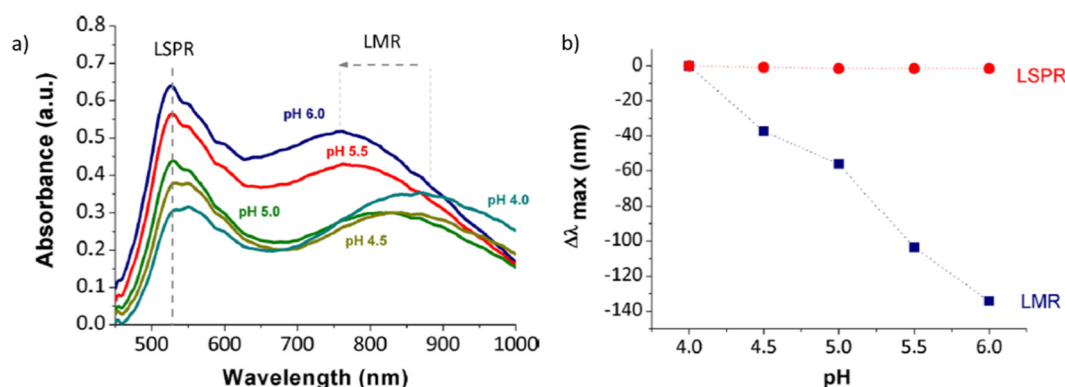 a)
LSPR
LMR
pH 6.0
pH 5.5
pH 5.0
pH 4.5
pH 4.0
Absorbance (a.u.)
0.8
0.7
0.6
0.5
0.4
0.3
0.2
0.1
0.0
500 600 700 800 900 1000
Wavelength (nm)
b)
LSPR
LMR
Δλ max (nm)
0
-20
-40
-60
-80
-100
-120
-140
4.0 4.5 5.0 5.5 6.0
pH